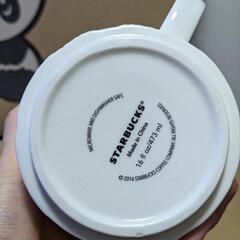 MICROWAVE AND DISHWASHER SAFE.
STARBUCKS®
Made in China
16 fl oz/473 ml
© 2014 STARBUCKS COFFEE COMPANY. ALL RIGHTS RESERVED.